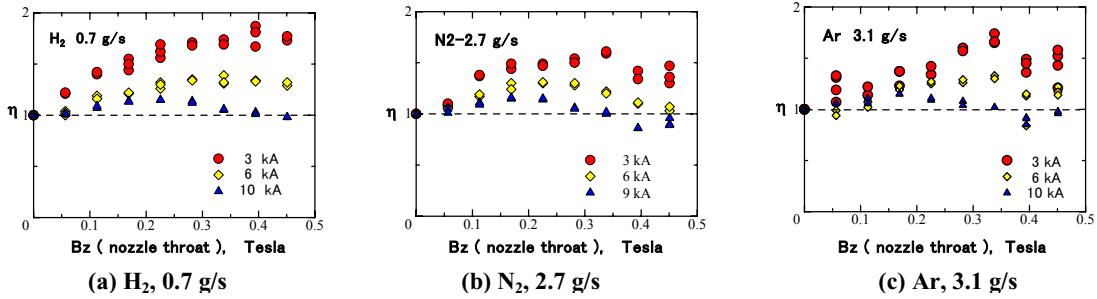 2
H₂ 0.7 g/s
η
1
3 kA
6 kA
10 kA
0
0.1
0.2
0.3
0.4
0.5
Bz ( nozzle throat ), Tesla
(a) H₂, 0.7 g/s
2
N2-2.7 g/s
η
1
3 kA
6 kA
9 kA
0
0.1
0.2
0.3
0.4
0.5
Bz ( nozzle throat ), Tesla
(b) N₂, 2.7 g/s
2
Ar 3.1 g/s
η
1
3 kA
6 kA
10 kA
0
0.1
0.2
0.3
0.4
0.5
Bz ( nozzle throat ), Tesla
(c) Ar, 3.1 g/s